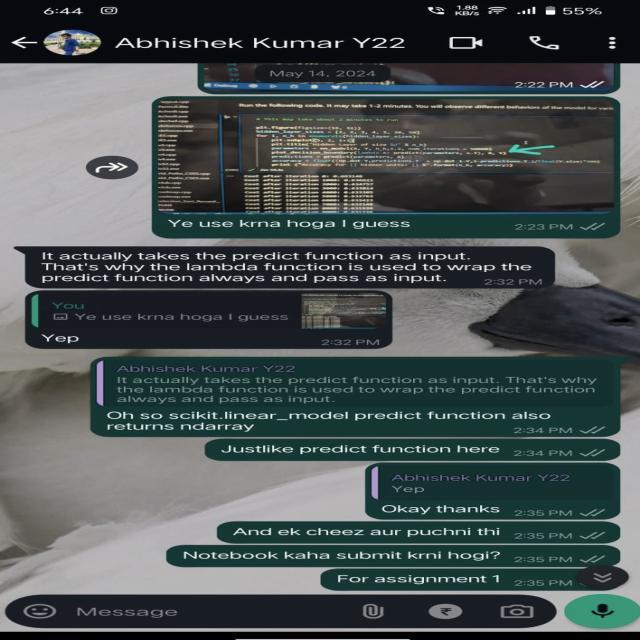 6:44
1.88 KB/s
55%
Abhishek Kumar Y22
May 14, 2024
2:22 PM
Run the following code. It may take 1-2 minutes. You will observe different behaviors of the model for
Ye use krna hoga I guess
2:23 PM
It actually takes the predict function as input.
That's why the lambda function is used to wrap the
predict function always and pass as input.
2:32 PM
You
Ye use krna hoga I guess
Yep
2:32 PM
Abhishek Kumar Y22
It actually takes the predict function as input. That's why
the lambda function is used to wrap the predict function
always and pass as input.
Oh so scikit.linear_model predict function also
returns ndarray
2:34 PM
Justlike predict function here
2:34 PM
Abhishek Kumar Y22
Yep
Okay thanks
2:35 PM
And ek cheez aur puchni thi
2:35 PM
Notebook kaha submit krni hogi?
2:35 PM
For assignment 1
2:35 PM
Message